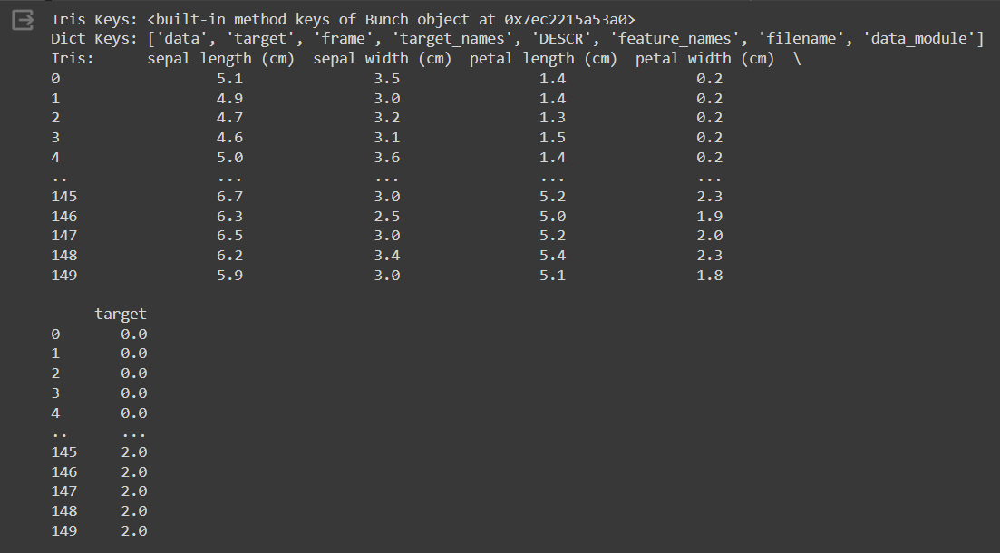 Iris Keys: <built-in method keys of Bunch object at 0x7ec2215a53a0>
Dict Keys: ['data', 'target', 'frame', 'target_names', 'DESCR', 'feature_names', 'filename', 'data_module']
Iris:      sepal length (cm)  sepal width (cm)  petal length (cm)  petal width (cm)  \
0                  5.1               3.5                1.4               0.2
1                  4.9               3.0                1.4               0.2
2                  4.7               3.2                1.3               0.2
3                  4.6               3.1                1.5               0.2
4                  5.0               3.6                1.4               0.2
..                 ...               ...                ...               ...
145                6.7               3.0                5.2               2.3
146                6.3               2.5                5.0               1.9
147                6.5               3.0                5.2               2.0
148                6.2               3.4                5.4               2.3
149                5.9               3.0                5.1               1.8
     target
0       0.0
1       0.0
2       0.0
3       0.0
4       0.0
..      ...
145     2.0
146     2.0
147     2.0
148     2.0
149     2.0